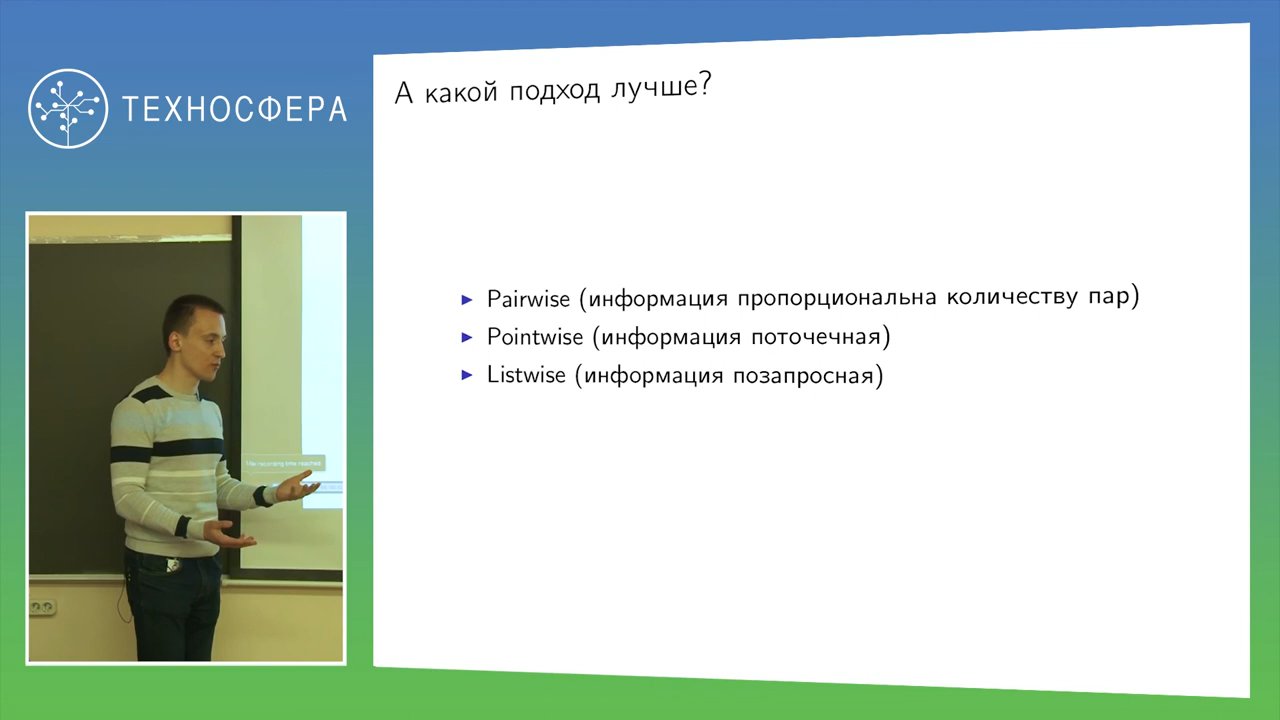 ТЕХНОСФЕРА
А какой подход лучше?
Pairwise (информация пропорциональна количеству пар)
Pointwise (информация поточечная)
Listwise (информация позапросная)